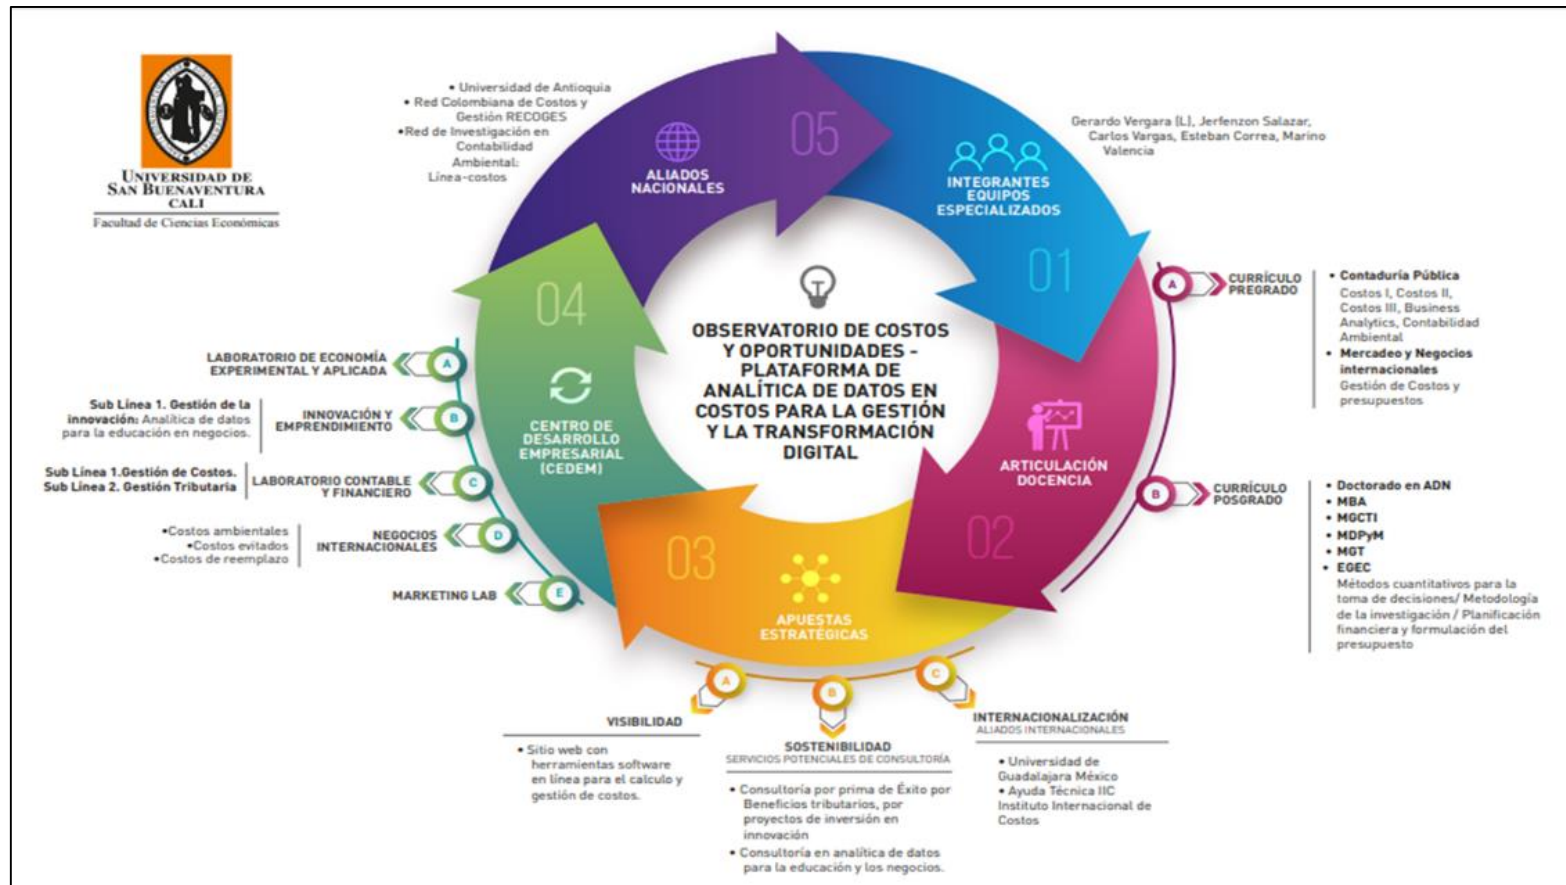 UNIVERSIDAD DE
SAN BUENAVENTURA
CALI
Facultad de Ciencias Económicas
• Universidad de Antioquia
• Red Colombiana de Costos y
Gestión RECOGES
•Red de Investigación en
Contabilidad
Ambiental:
Línea-costos
ALIADOS
NACIONALES
05
INTEGRANTES
EQUIPOS
ESPECIALIZADOS
01
Gerardo Vergara (L), Jerfenzon Salazar,
Carlos Vargas, Esteban Correa, Marino
Valencia
OBSERVATORIO DE COSTOS
Y OPORTUNIDADES -
PLATAFORMA DE
ANALÍTICA DE DATOS EN
COSTOS PARA LA GESTIÓN
Y LA TRANSFORMACIÓN
DIGITAL
A
CURRÍCULO
PREGRADO
• Contaduría Pública
Costos I, Costos II,
Costos III, Business
Analytics, Contabilidad
Ambiental
• Mercadeo y Negocios
internacionales
Gestión de Costos y
presupuestos
ARTICULACIÓN
DOCENCIA
02
B
CURRÍCULO
POSGRADO
• Doctorado en ADN
• MBA
• MGCTI
• MDPyM
• MGT
• EGEC
Métodos cuantitativos para la
toma de decisiones/ Metodología
de la investigación / Planificación
financiera y formulación del
presupuesto
03
APUESTAS
ESTRATÉGICAS
A
VISIBILIDAD
• Sitio web con
herramientas software
en línea para el calculo y
gestión de costos.
B
SOSTENIBILIDAD
SERVICIOS POTENCIALES DE CONSULTORÍA
• Consultoría por prima de Éxito por
Beneficios tributarios, por
proyectos de inversión en
innovación
• Consultoría en analítica de datos
para la educación y los negocios.
C
INTERNACIONALIZACIÓN
ALIADOS INTERNACIONALES
• Universidad de
Guadalajara México
• Ayuda Técnica IIC
Instituto Internacional de
Costos
04
CENTRO DE
DESARROLLO
EMPRESARIAL
(CEDEM)
LABORATORIO DE ECONOMÍA
EXPERIMENTAL Y APLICADA
A
Sub Línea 1. Gestión de la
innovación: Analítica de datos
para la educación en negocios.
INNOVACIÓN Y
EMPRENDIMIENTO
B
Sub Línea 1.Gestión de Costos.
Sub Línea 2. Gestión Tributaria
LABORATORIO CONTABLE
Y FINANCIERO
C
•Costos ambientales
•Costos evitados
•Costos de reemplazo
NEGOCIOS
INTERNACIONALES
D
MARKETING LAB
E